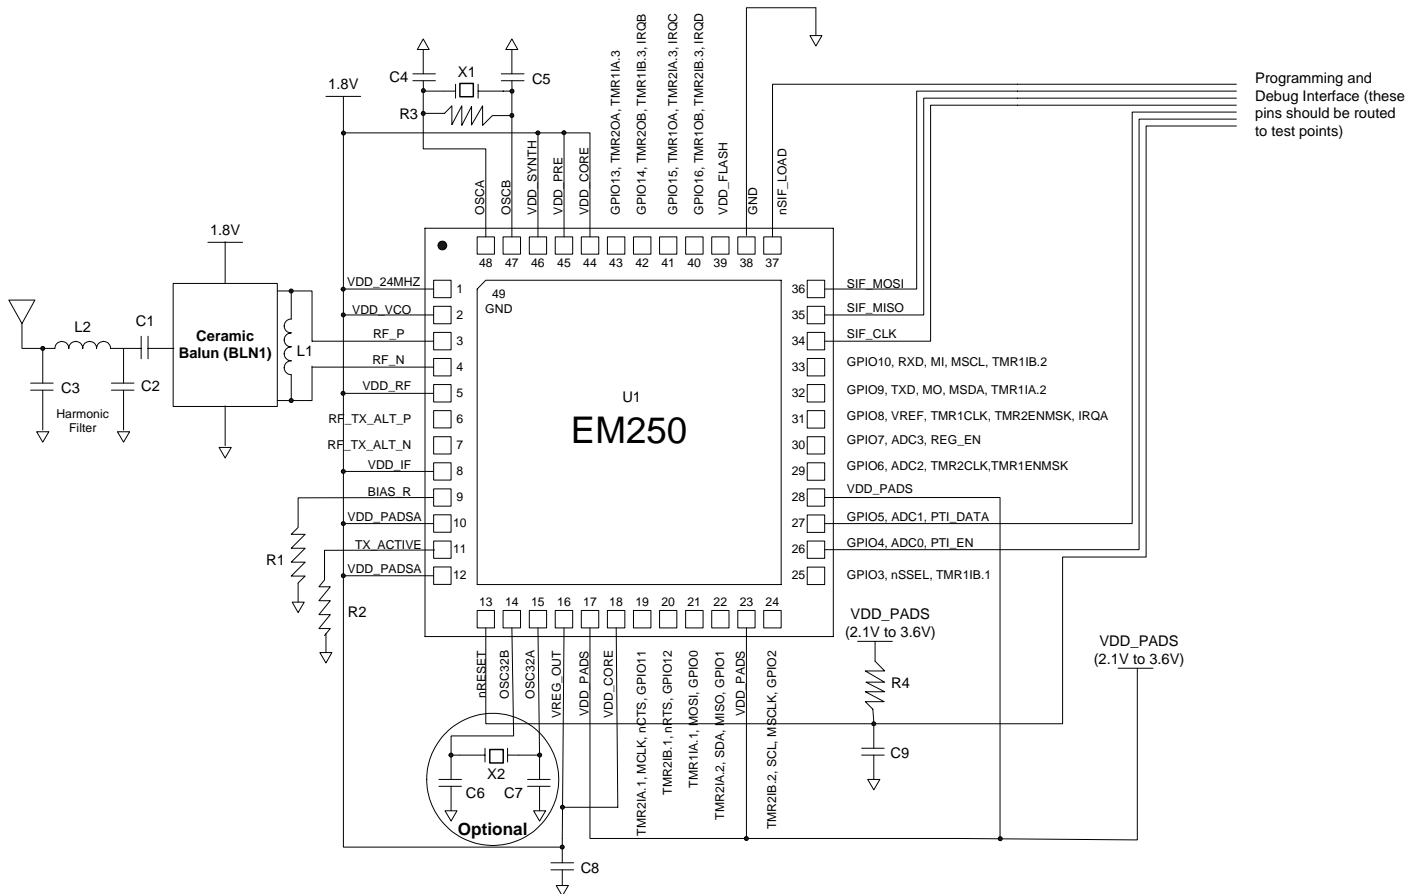 GPIO13, TMR2OA, TMR1IA.3
GPIO14, TMR2OB, TMR1IB.3, IRQB
GPIO15, TMR1OA, TMR2IA.3, IRQC
GPIO16, TMR1OB, TMR2IB.3, IRQD
VDD_FLASH
GND
nSIF_LOAD
C4
X1
C5
R3
1.8V
OSCA
OSCB
VDD_SYNTH
VDD_PRE
VDD_CORE
Programming and
Debug Interface (these
pins should be routed
to test points)
48
47
46
45
44
43
42
41
40
39
38
37
1.8V
Ceramic
Balun (BLN1)
L1
L2
C1
C3
C2
Harmonic
Filter
VDD_24MHZ
1
VDD_VCO
2
RF_P
3
RF_N
4
VDD_RF
5
RF_TX_ALT_P
6
RF_TX_ALT_N
7
VDD_IF
8
BIAS_R
9
VDD_PADSA
10
TX_ACTIVE
11
VDD_PADSA
12
R1
R2
49
GND
U1
EM250
36
SIF_MOSI
35
SIF_MISO
34
SIF_CLK
33
GPIO10, RXD, MI, MSCL, TMR1IB.2
32
GPIO9, TXD, MO, MSDA, TMR1IA.2
31
GPIO8, VREF, TMR1CLK, TMR2ENMSK, IRQA
30
GPIO7, ADC3, REG_EN
29
GPIO6, ADC2, TMR2CLK,TMR1ENMSK
28
VDD_PADS
27
GPIO5, ADC1, PTI_DATA
26
GPIO4, ADC0, PTI_EN
25
GPIO3, nSSEL, TMR1IB.1
13
14
15
16
17
18
19
20
21
22
23
24
nRESET
OSC32B
OSC32A
VREG_OUT
VDD_PADS
VDD_CORE
TMR2IA.1, MCLK, nCTS, GPIO11
TMR2IB.1, nRTS, GPIO12
TMR1IA.1, MOSI, GPIO0
TMR2IA.2, SDA, MISO, GPIO1
VDD_PADS
TMR2IB.2, SCL, MSCLK, GPIO2
VDD_PADS
(2.1V to 3.6V)
R4
C9
VDD_PADS
(2.1V to 3.6V)
X2
C6
C7
Optional
C8